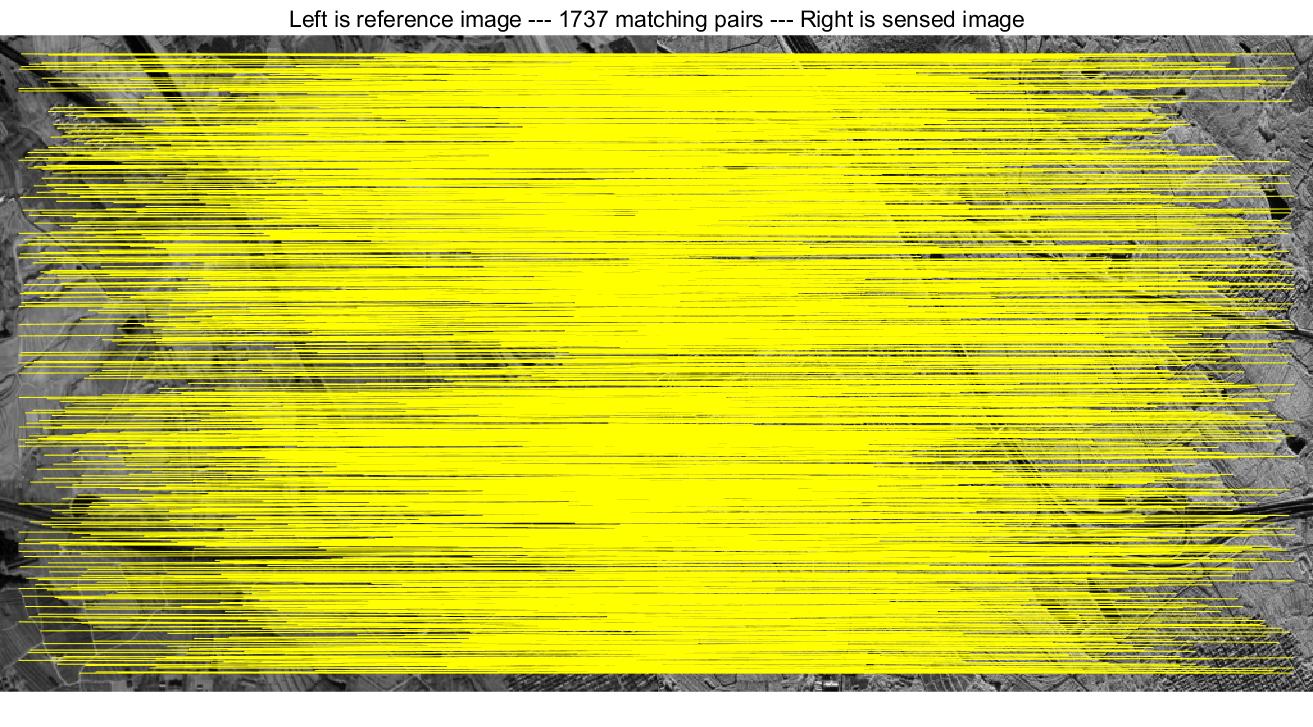 Left is reference image --- 1737 matching pairs --- Right is sensed image